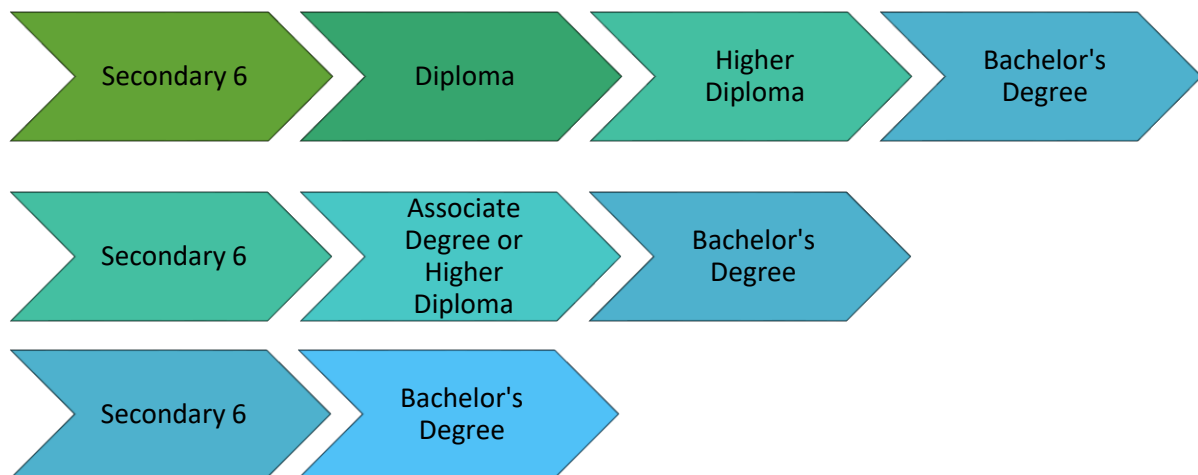 Secondary 6
Diploma
Higher
Diploma
Bachelor's
Degree
Secondary 6
Associate
Degree or
Higher
Diploma
Bachelor's
Degree
Secondary 6
Bachelor's
Degree